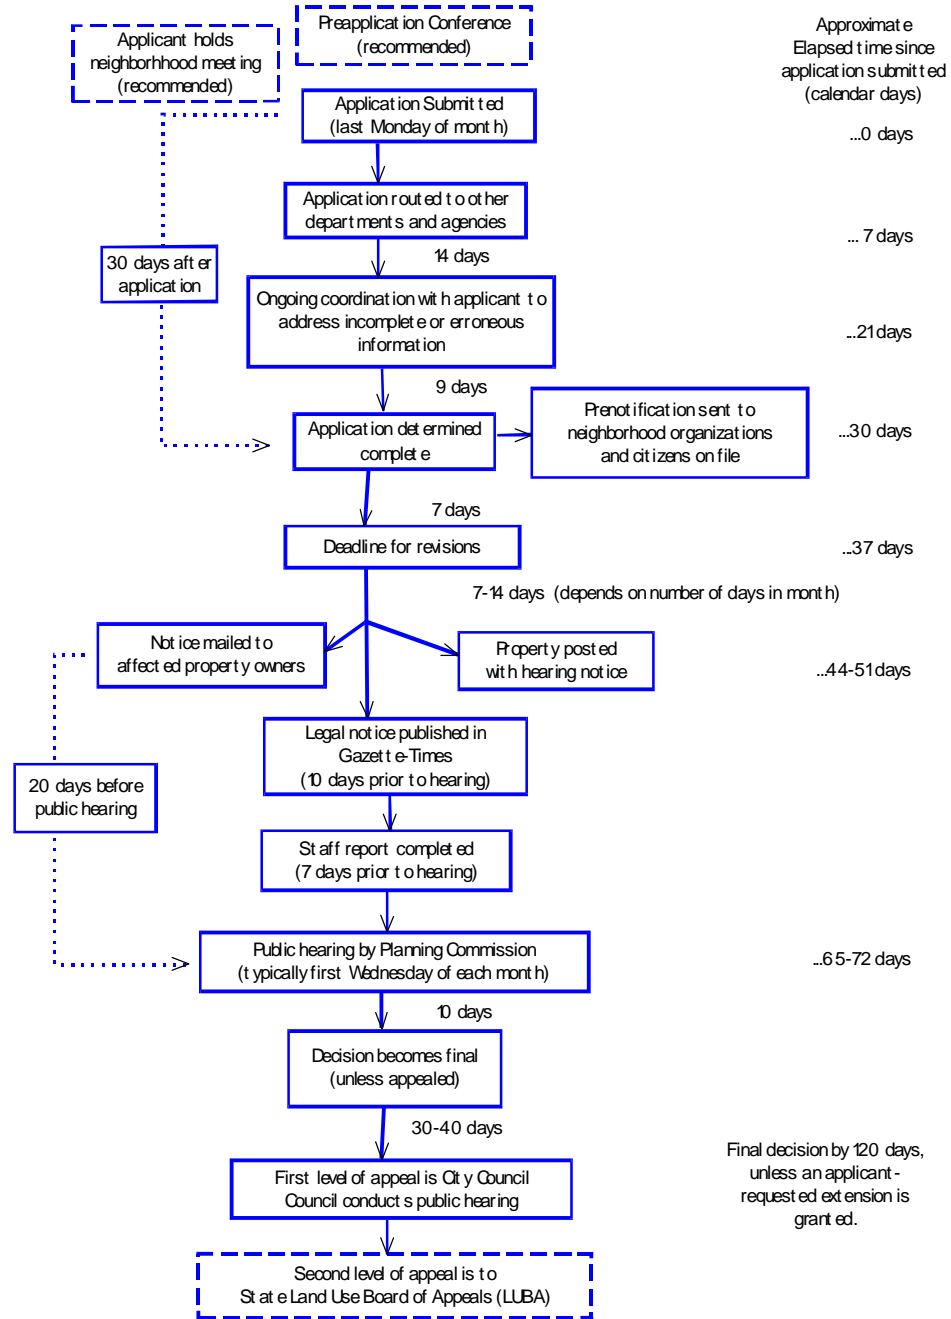 Preapplication Conference
(recommended)
Applicant holds
neighborhhood meeting
(recommended)
Approximate
Elapsed time since
application submitted
(calendar days)
Application Submitted
(last Monday of month)
...0 days
Application routed to other
departments and agencies
... 7 days
14 days
30 days after
application
Ongoing coordination with applicant to
address incomplete or erroneous
information
...21 days
9 days
Application determined
complete
Prenotification sent to
neighborhood organizations
and citizens on file
...30 days
7 days
Deadline for revisions
...37 days
7-14 days (depends on number of days in month)
Notice mailed to
affected property owners
Property posted
with hearing notice
...44-51 days
Legal notice published in
Gazette-Times
(10 days prior to hearing)
20 days before
public hearing
Staff report completed
(7 days prior to hearing)
Public hearing by Planning Commission
(typically first Wednesday of each month)
...65-72 days
10 days
Decision becomes final
(unless appealed)
30-40 days
First level of appeal is City Council
Council conducts public hearing
Final decision by 120 days,
unless an applicant-
requested extension is
granted.
Second level of appeal is to
State Land Use Board of Appeals (LUBA)